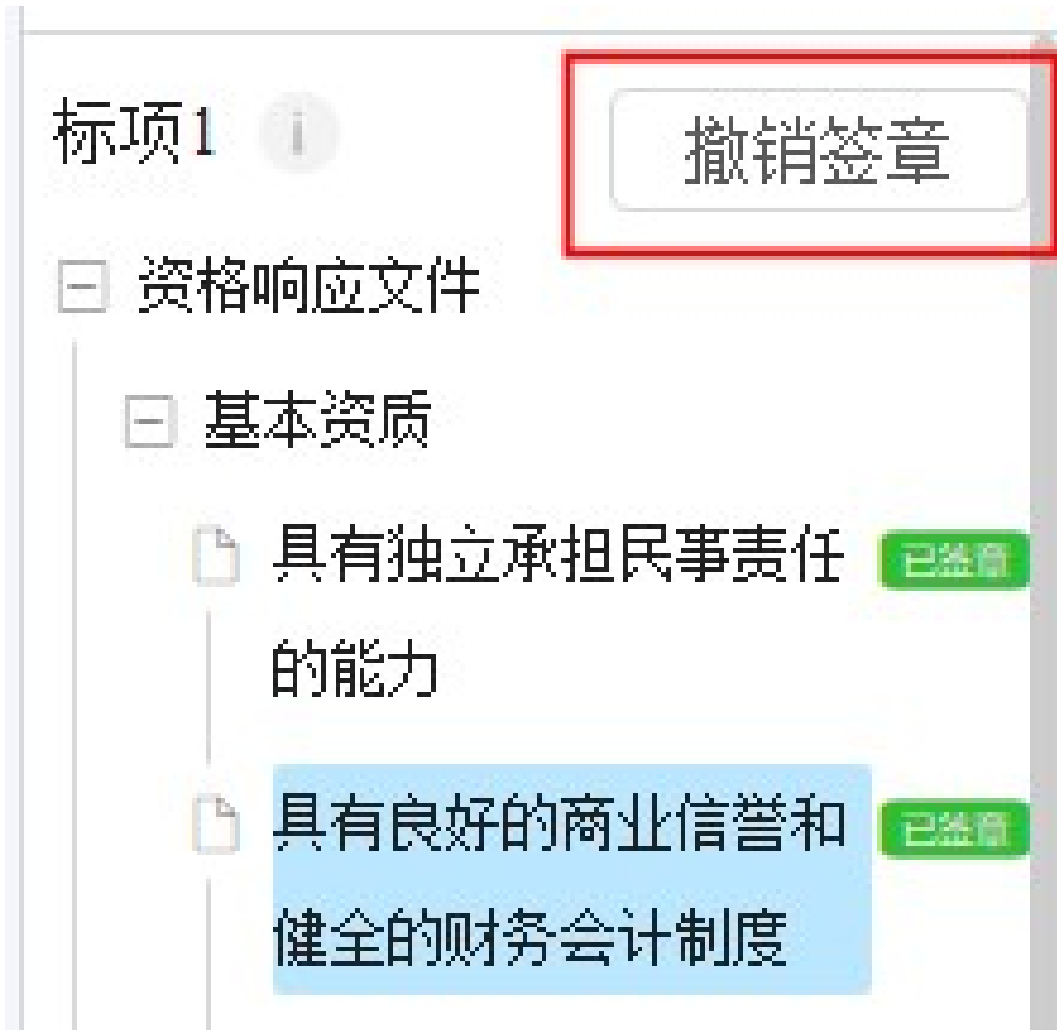 标项1
撤销签章
资格响应文件
基本资质
具有独立承担民事责任 已签章
的能力
具有良好的商业信誉和 已签章
健全的财务会计制度